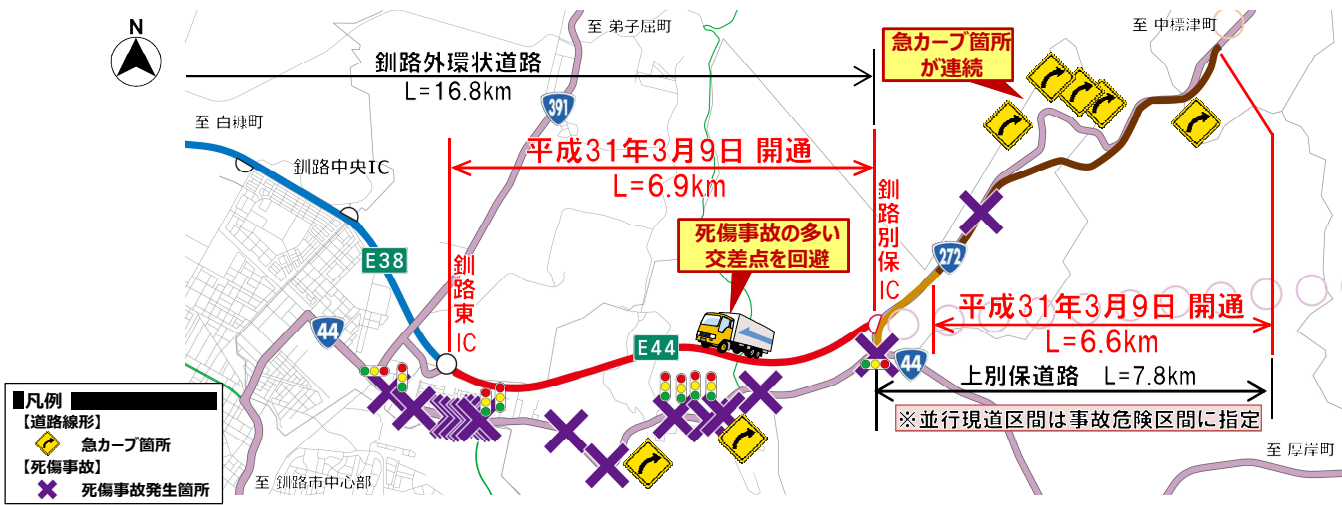 N
至 弟子屈町
至 中標津町
急カーブ箇所
が連続
釧路外環状道路
L=16.8km
391
至 白糠町
平成31年3月9日 開通
L=6.9km
釧路中央IC
釧路別保IC
死傷事故の多い
交差点を回避
272
E38
釧路東IC
平成31年3月9日 開通
L=6.6km
44
E44
44
上別保道路 L=7.8km
※並行現道区間は事故危険区間に指定
凡例
【道路線形】
急カーブ箇所
【死傷事故】
死傷事故発生箇所
至 釧路市中心部
至 厚岸町